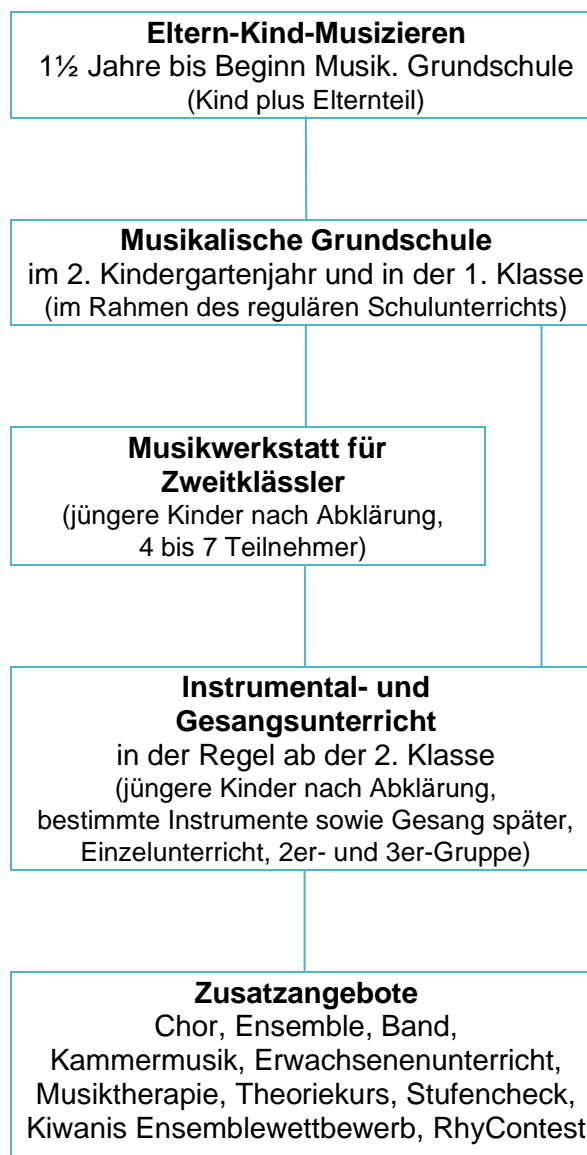 Eltern-Kind-Musizieren
1½ Jahre bis Beginn Musik. Grundschule
(Kind plus Elternteil)
Musikalische Grundschule
im 2. Kindergartenjahr und in der 1. Klasse
(im Rahmen des regulären Schulunterrichts)
Musikwerkstatt für
Zweitklässler
(jüngere Kinder nach Abklärung,
4 bis 7 Teilnehmer)
Instrumental- und
Gesangsunterricht
in der Regel ab der 2. Klasse
(jüngere Kinder nach Abklärung,
bestimmte Instrumente sowie Gesang später,
Einzelunterricht, 2er- und 3er-Gruppe)
Zusatzangebote
Chor, Ensemble, Band,
Kammermusik, Erwachsenenunterricht,
Musiktherapie, Theoriekurs, Stufencheck,
Kiwanis Ensemblewettbewerb, RhyContest